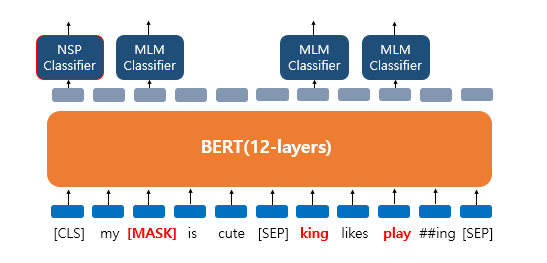 NSP
Classifier
MLM
Classifier
MLM
Classifier
MLM
Classifier
BERT(12-layers)
[CLS] my [MASK] is cute [SEP] king likes play ##ing [SEP]